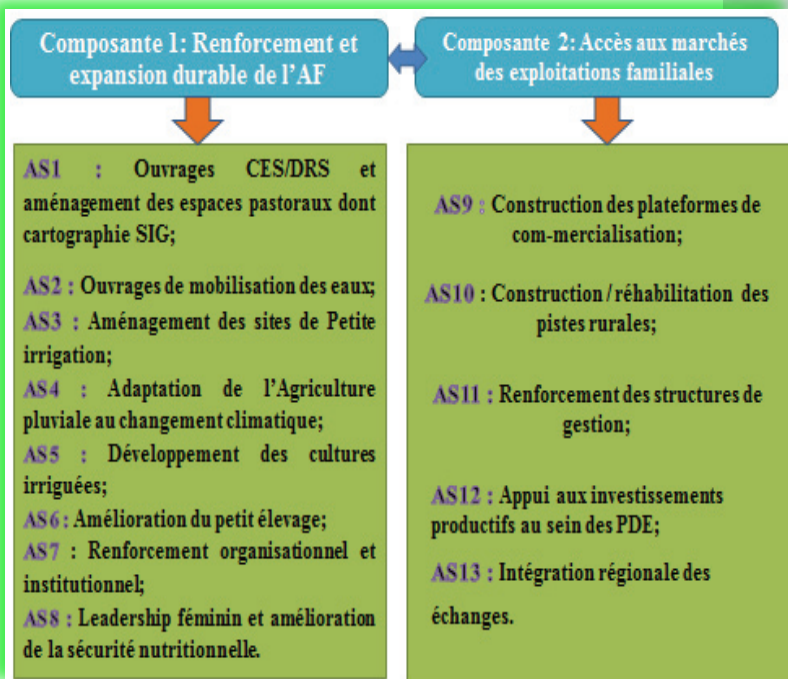 Composante 1: Renforcement et
expansion durable de l'AF
Composante 2: Accès aux marchés
des exploitations familiales
AS1 : Ouvrages CES/DRS et
aménagement des espaces pastoraux dont
cartographie SIG;
AS2 : Ouvrages de mobilisation des eaux;
AS3 : Aménagement des sites de Petite
irrigation;
AS4 : Adaptation de l'Agriculture
pluviale au changement climatique;
AS5 : Développement des cultures
irriguées;
AS6 : Amélioration du petit élevage;
AS7 : Renforcement organisationnel et
institutionnel;
AS8 : Leadership féminin et amélioration
de la sécurité nutritionnelle.
AS9 : Construction des plateformes de
com-mercialisation;
AS10 : Construction / réhabilitation des
pistes rurales;
AS11 : Renforcement des structures de
gestion;
AS12 : Appui aux investissements
productifs au sein des PDE;
AS13 : Intégration régionale des
échanges.